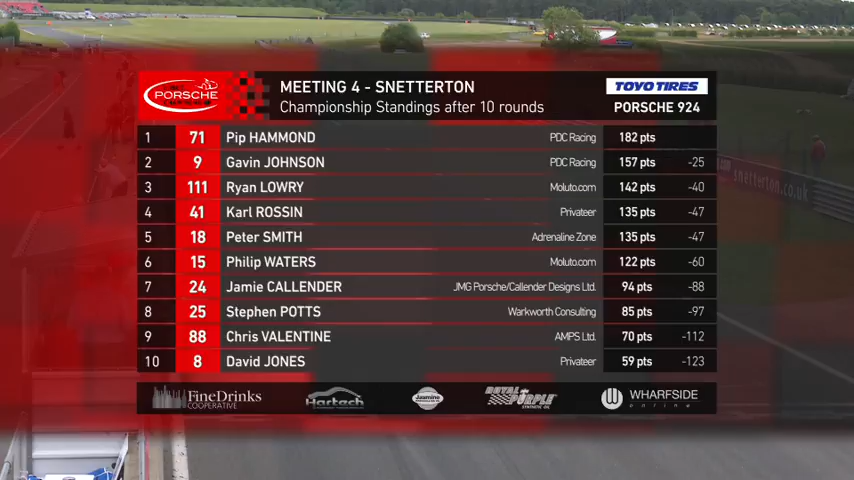 MEETING 4 - SNETTERTON
Championship Standings after 10 rounds
TOYO TIRES
PORSCHE 924
PORSCHE
1 71 Pip HAMMOND PDC Racing 182 pts
2 9 Gavin JOHNSON PDC Racing 157 pts -25
3 111 Ryan LOWRY Moluto.com 142 pts -40
4 41 Karl ROSSIN Privateer 135 pts -47
5 18 Peter SMITH Adrenaline Zone 135 pts -47
6 15 Philip WATERS Moluto.com 122 pts -60
7 24 Jamie CALLENDER JMG Porsche/Callender Designs Ltd. 94 pts -88
8 25 Stephen POTTS Warkworth Consulting 85 pts -97
9 88 Chris VALENTINE AMPS Ltd. 70 pts -112
10 8 David JONES Privateer 59 pts -123
snetterton.co.uk
FineDrinks
COOPERATIVE
Hartech
Jasmine
ROYAL PURPLE
SYNTHETIC OIL
WHARFSIDE